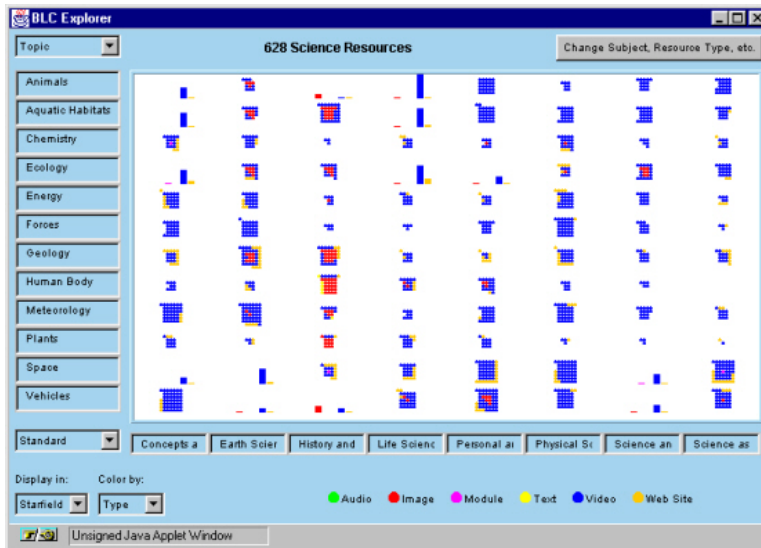 BLC Explorer
Topic
628 Science Resources
Change Subject, Resource Type, etc.
Animals
Aquatic Habitats
Chemistry
Ecology
Energy
Forces
Geology
Human Body
Meteorology
Plants
Space
Vehicles
Standard
Concepts a
Earth Scier
History and
Life Scienc
Personal an
Physical Sc
Science an
Science as
Display in:
Color by:
Starfield
Type
Audio
Image
Module
Text
Video
Web Site
Unsigned Java Applet Window